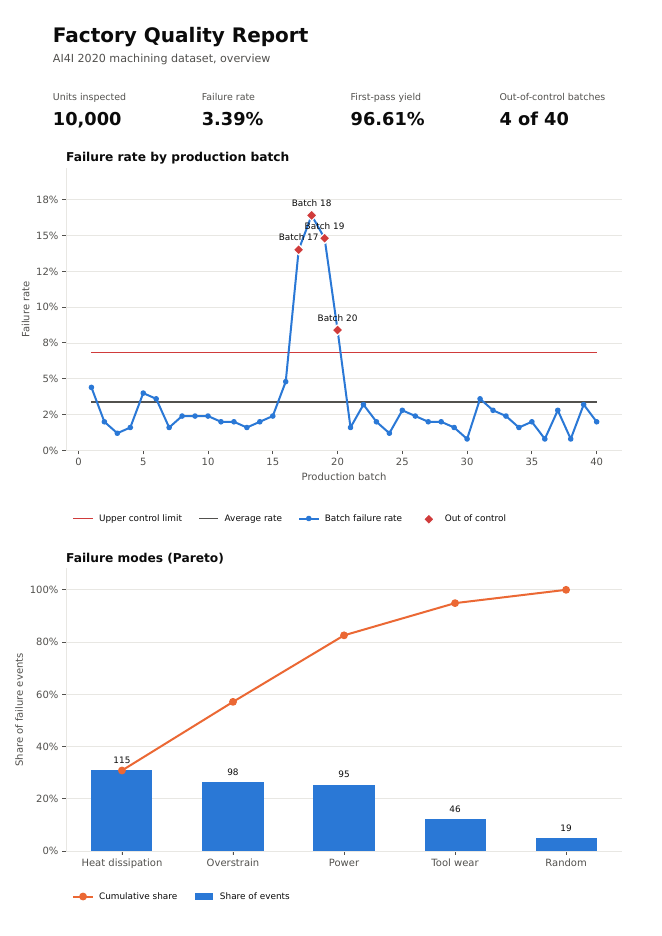 Factory Quality Report
AI4I 2020 machining dataset, overview
Units inspected
10,000
Failure rate
3.39%
First-pass yield
96.61%
Out-of-control batches
4 of 40
Failure rate by production batch
Failure rate
18%
15%
12%
10%
8%
5%
2%
0%
Batch 18
Batch 19
Batch 17
Batch 20
0 5 10 15 20 25 30 35 40
Production batch
Upper control limit Average rate Batch failure rate Out of control
Failure modes (Pareto)
Share of failure events
100%
80%
60%
40%
20%
0%
115 98 95 46 19
Heat dissipation Overstrain Power Tool wear Random
Cumulative share Share of events